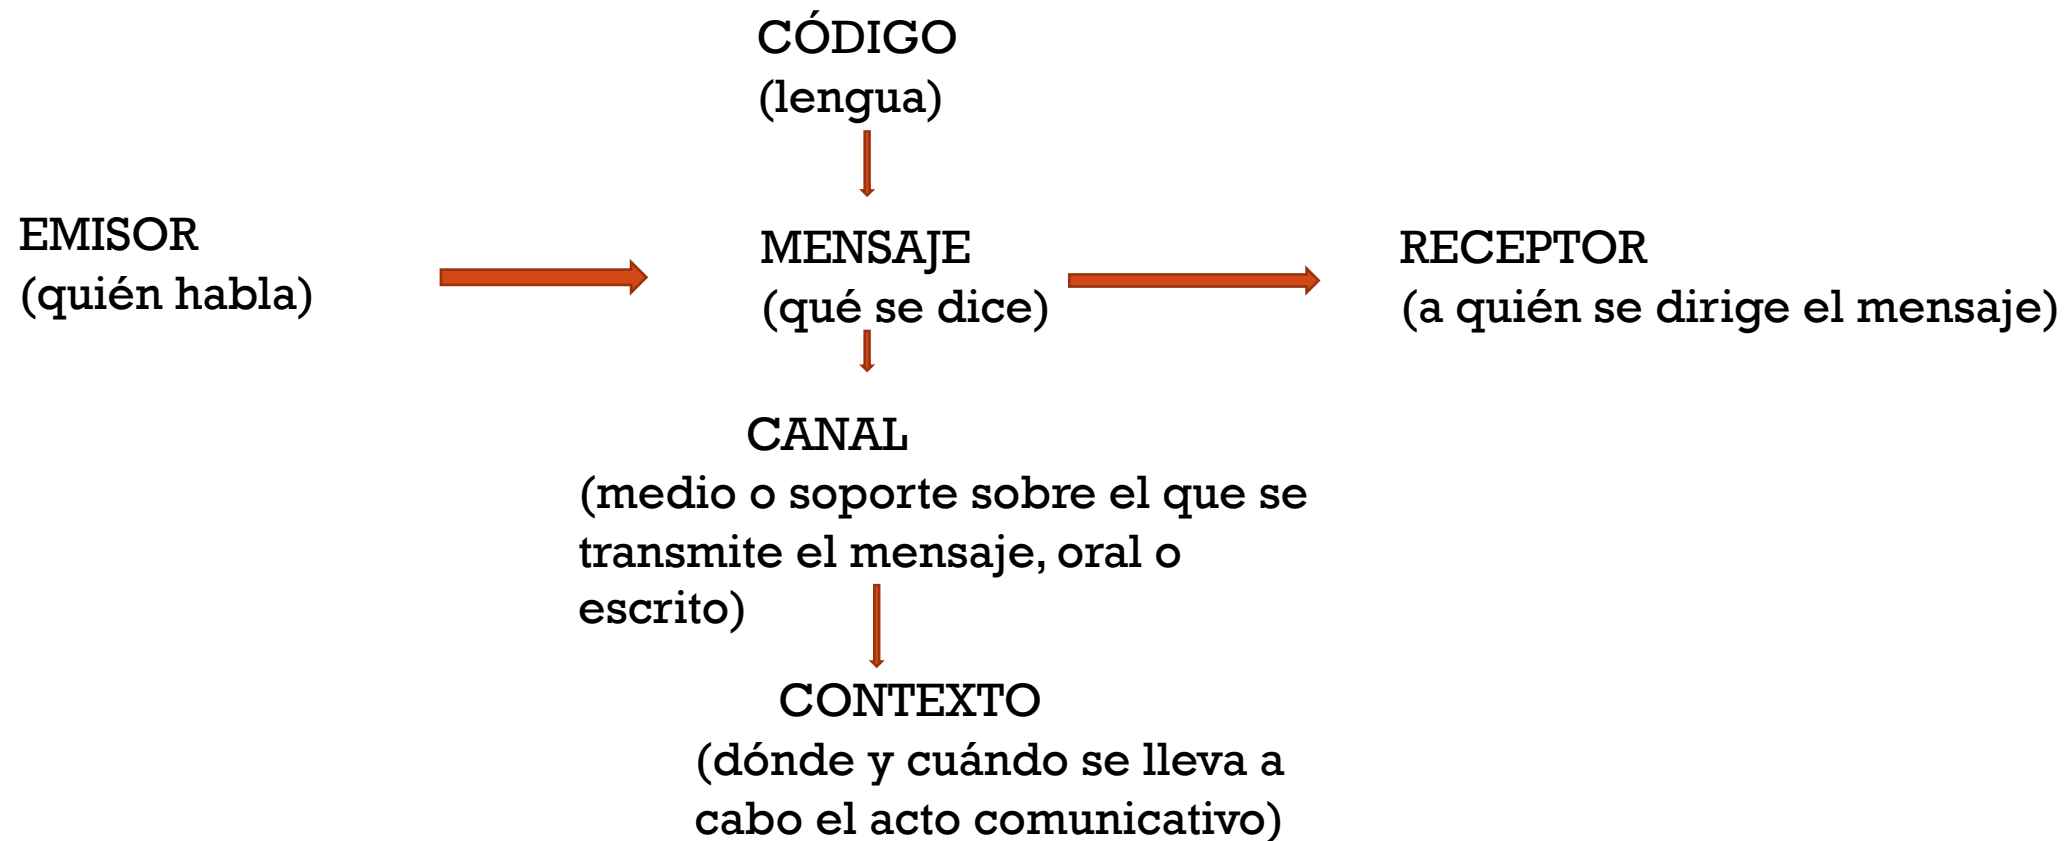 CÓDIGO
(lengua)
EMISOR
(quién habla)
MENSAJE
(qué se dice)
RECEPTOR
(a quién se dirige el mensaje)
CANAL
(medio o soporte sobre el que se
transmite el mensaje, oral o
escrito)
CONTEXTO
(dónde y cuándo se lleva a
cabo el acto comunicativo)